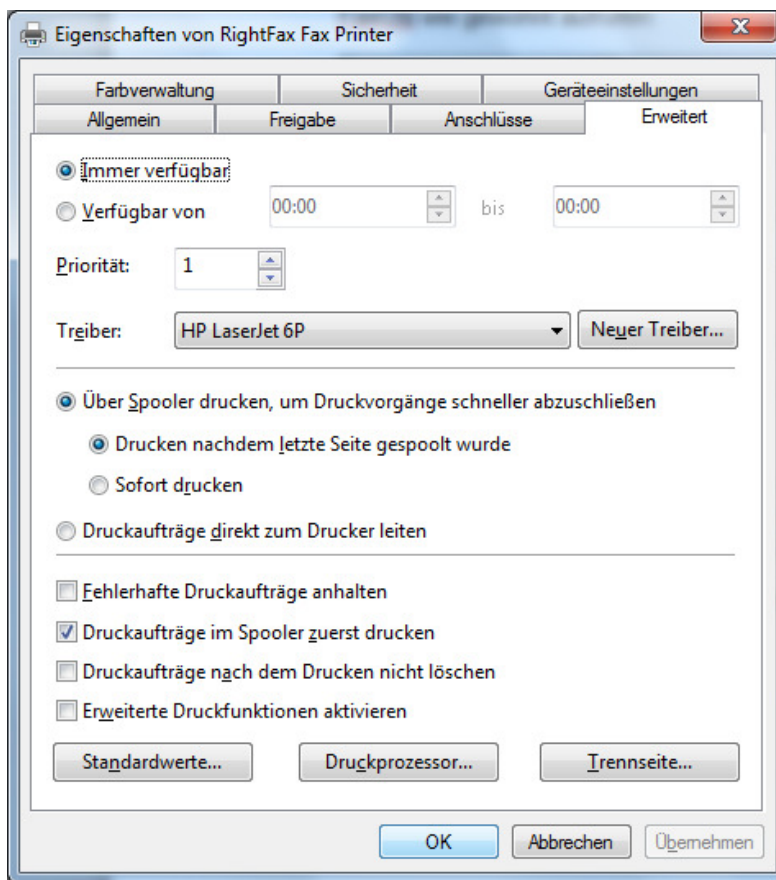 Eigenschaften von RightFax Fax Printer
Farbverwaltung Sicherheit Geräteeinstellungen
Allgemein Freigabe Anschlüsse Erweitert
Immer verfügbar
Verfügbar von 00:00 bis 00:00
Priorität: 1
Treiber: HP LaserJet 6P Neuer Treiber...
Über Spooler drucken, um Druckvorgänge schneller abzuschließen
Drucken nachdem letzte Seite gespoolt wurde
Sofort drucken
Druckaufträge direkt zum Drucker leiten
Fehlerhafte Druckaufträge anhalten
Druckaufträge im Spooler zuerst drucken
Druckaufträge nach dem Drucken nicht löschen
Erweiterte Druckfunktionen aktivieren
Standardwerte... Druckprozessor... Trennseite...
OK Abbrechen Übernehmen